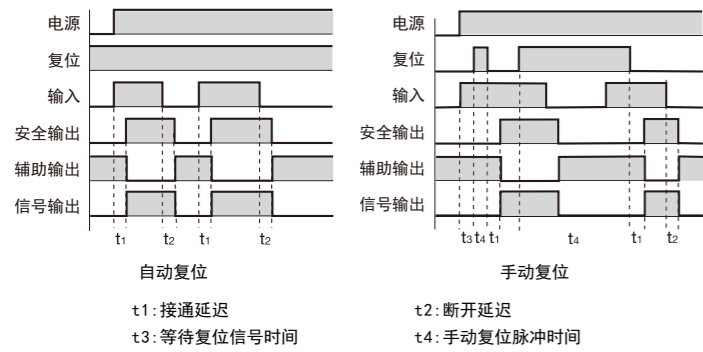 电源
复位
输入
安全输出
辅助输出
信号输出
t1 t2 t1 t2
自动复位
电源
复位
输入
安全输出
辅助输出
信号输出
t3 t4 t1 t4 t1 t2
手动复位
t1:接通延迟
t2:断开延迟
t3:等待复位信号时间
t4:手动复位脉冲时间